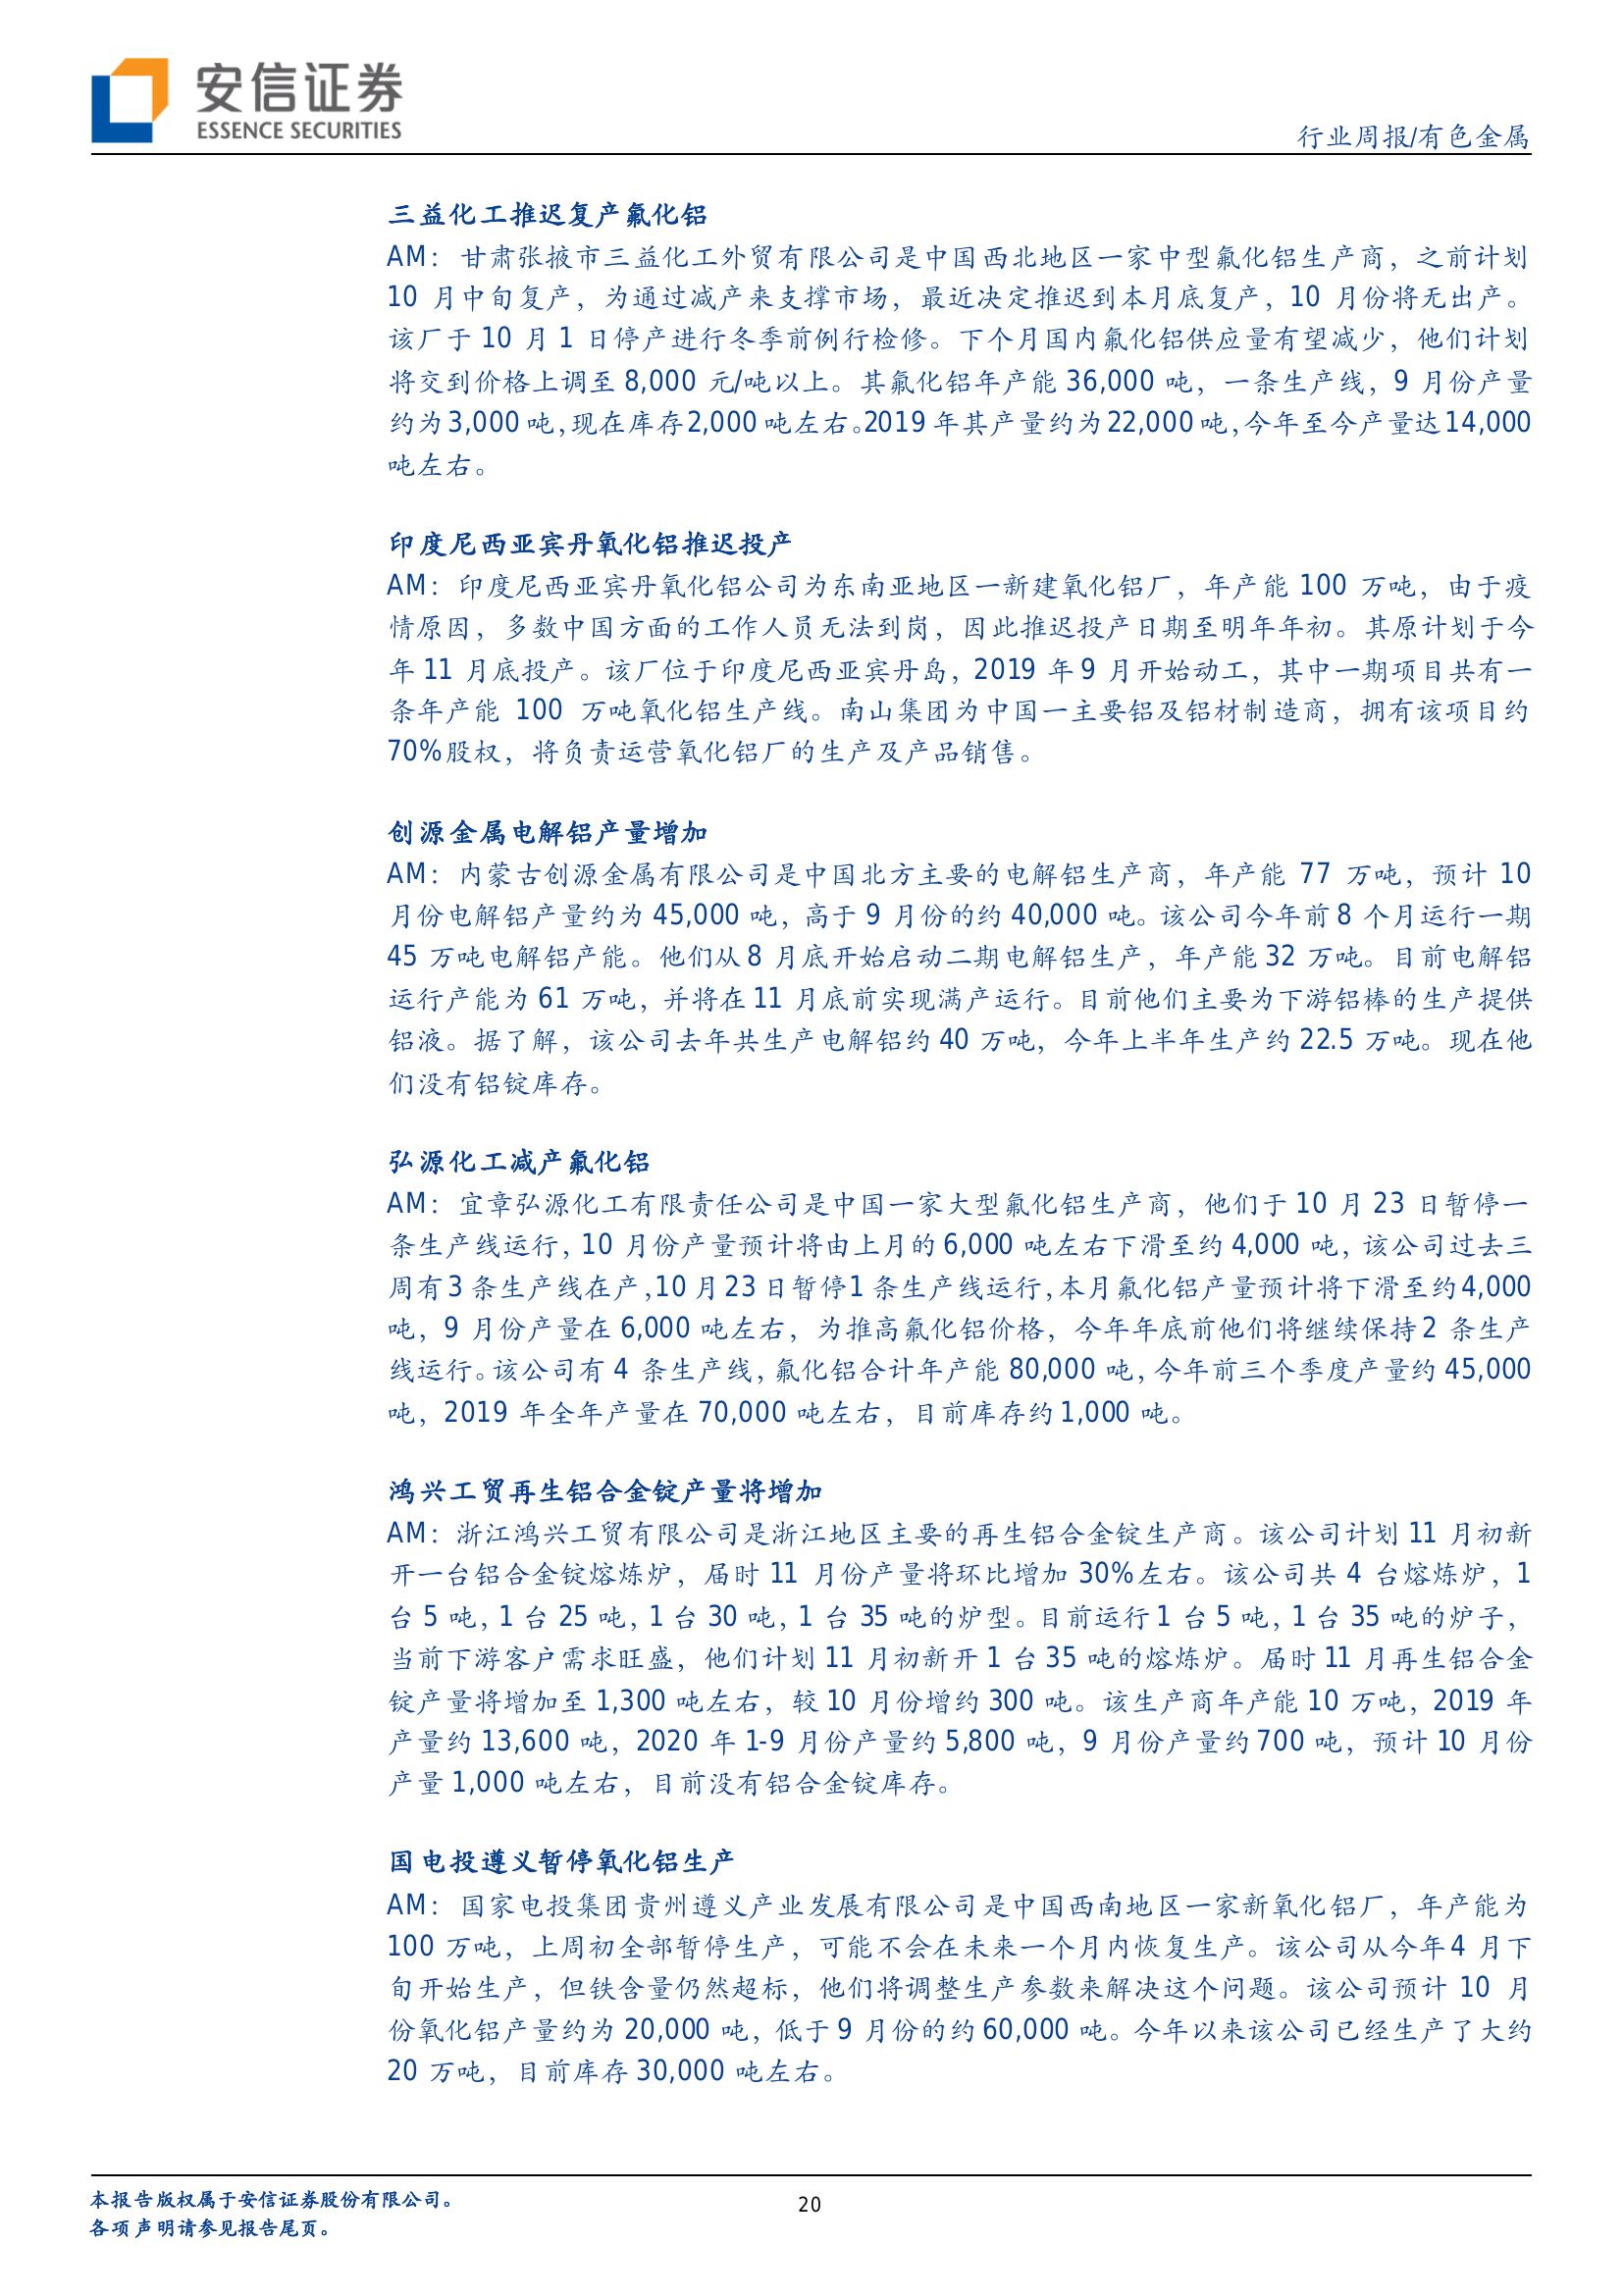 安信证券
ESSENCE SECURITIES
行业周报/有色金属
三益化工推迟复产氟化铝
AM：甘肃张掖市三益化工外贸有限公司是中国西北地区一家中型氟化铝生产商，之前计划
10 月中旬复产，为通过减产来支撑市场，最近决定推迟到本月底复产，10 月份将无出产。
该厂于 10 月 1 日停产进行冬季前例行检修。下个月国内氟化铝供应量有望减少，他们计划
将交到价格上调至 8,000 元/吨以上。其氟化铝年产能 36,000 吨，一条生产线，9 月份产量
约为 3,000 吨，现在库存 2,000 吨左右。2019 年其产量约为 22,000 吨，今年至今产量达 14,000
吨左右。
印度尼西亚宾丹氧化铝推迟投产
AM：印度尼西亚宾丹氧化铝公司为东南亚地区一新建氧化铝厂，年产能 100 万吨，由于疫
情原因，多数中国方面的工作人员无法到岗，因此推迟投产日期至明年年初。其原计划于今
年 11 月底投产。该厂位于印度尼西亚宾丹岛，2019 年 9 月开始动工，其中一期项目共有一
条年产能 100 万吨氧化铝生产线。南山集团为中国一主要铝及铝材制造商，拥有该项目约
70%股权，将负责运营氧化铝厂的生产及产品销售。
创源金属电解铝产量增加
AM：内蒙古创源金属有限公司是中国北方主要的电解铝生产商，年产能 77 万吨，预计 10
月份电解铝产量约为 45,000 吨，高于 9 月份的约 40,000 吨。该公司今年前 8 个月运行一期
45 万吨电解铝产能。他们从 8 月底开始启动二期电解铝生产，年产能 32 万吨。目前电解铝
运行产能为 61 万吨，并将在 11 月底前实现满产运行。目前他们主要为下游铝棒的生产提供
铝液。据了解，该公司去年共生产电解铝约 40 万吨，今年上半年生产约 22.5 万吨。现在他
们没有铝锭库存。
弘源化工减产氟化铝
AM：宜章弘源化工有限责任公司是中国一家大型氟化铝生产商，他们于 10 月 23 日暂停一
条生产线运行，10 月份产量预计将由上月的 6,000 吨左右下滑至约 4,000 吨，该公司过去三
周有 3 条生产线在产，10 月 23 日暂停 1 条生产线运行，本月氟化铝产量预计将下滑至约 4,000
吨，9 月份产量在 6,000 吨左右，为推高氟化铝价格，今年年底前他们将继续保持 2 条生产
线运行。该公司有 4 条生产线，氟化铝合计年产能 80,000 吨，今年前三个季度产量约 45,000
吨，2019 年全年产量在 70,000 吨左右，目前库存约 1,000 吨。
鸿兴工贸再生铝合金锭产量将增加
AM：浙江鸿兴工贸有限公司是浙江地区主要的再生铝合金锭生产商。该公司计划 11 月初新
开一台铝合金锭熔炼炉，届时 11 月份产量将环比增加 30%左右。该公司共 4 台熔炼炉，1
台 5 吨，1 台 25 吨，1 台 30 吨，1 台 35 吨的炉型。目前运行 1 台 5 吨，1 台 35 吨的炉子，
当前下游客户需求旺盛，他们计划 11 月初新开 1 台 35 吨的熔炼炉。届时 11 月再生铝合金
锭产量将增加至 1,300 吨左右，较 10 月份增约 300 吨。该生产商年产能 10 万吨，2019 年
产量约 13,600 吨，2020 年 1-9 月份产量约 5,800 吨，9 月份产量约 700 吨，预计 10 月份
产量 1,000 吨左右，目前没有铝合金锭库存。
国电投遵义暂停氧化铝生产
AM：国家电投集团贵州遵义产业发展有限公司是中国西南地区一家新氧化铝厂，年产能为
100 万吨，上周初全部暂停生产，可能不会在未来一个月内恢复生产。该公司从今年 4 月下
旬开始生产，但铁含量仍然超标，他们将调整生产参数来解决这个问题。该公司预计 10 月
份氧化铝产量约为 20,000 吨，低于 9 月份的约 60,000 吨。今年以来该公司已经生产了大约
20 万吨，目前库存 30,000 吨左右。
本报告版权属于安信证券股份有限公司。
各项声明请参见报告尾页。
20